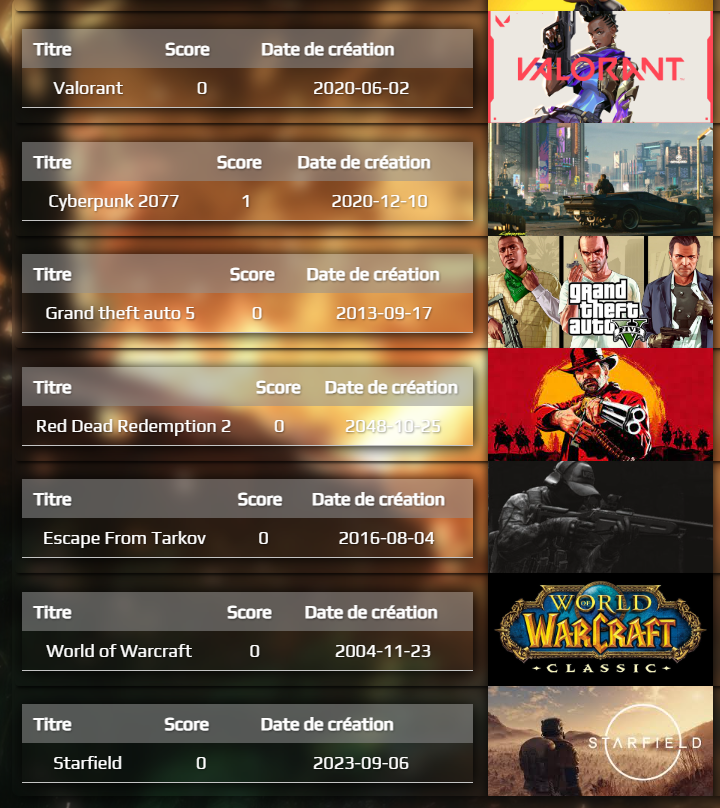 Titre Score Date de création
Valorant 0 2020-06-02
VALORANT
Titre Score Date de création
Cyberpunk 2077 1 2020-12-10
Titre Score Date de création
Grand theft auto 5 0 2013-09-17
grand
theft
auto V
FIVE
Titre Score Date de création
Red Dead Redemption 2 0 2048-10-25
Titre Score Date de création
Escape From Tarkov 0 2016-08-04
Titre Score Date de création
World of Warcraft 0 2004-11-23
WORLD
OF
WARCRAFT
CLASSIC
Titre Score Date de création
Starfield 0 2023-09-06
STARFIELD